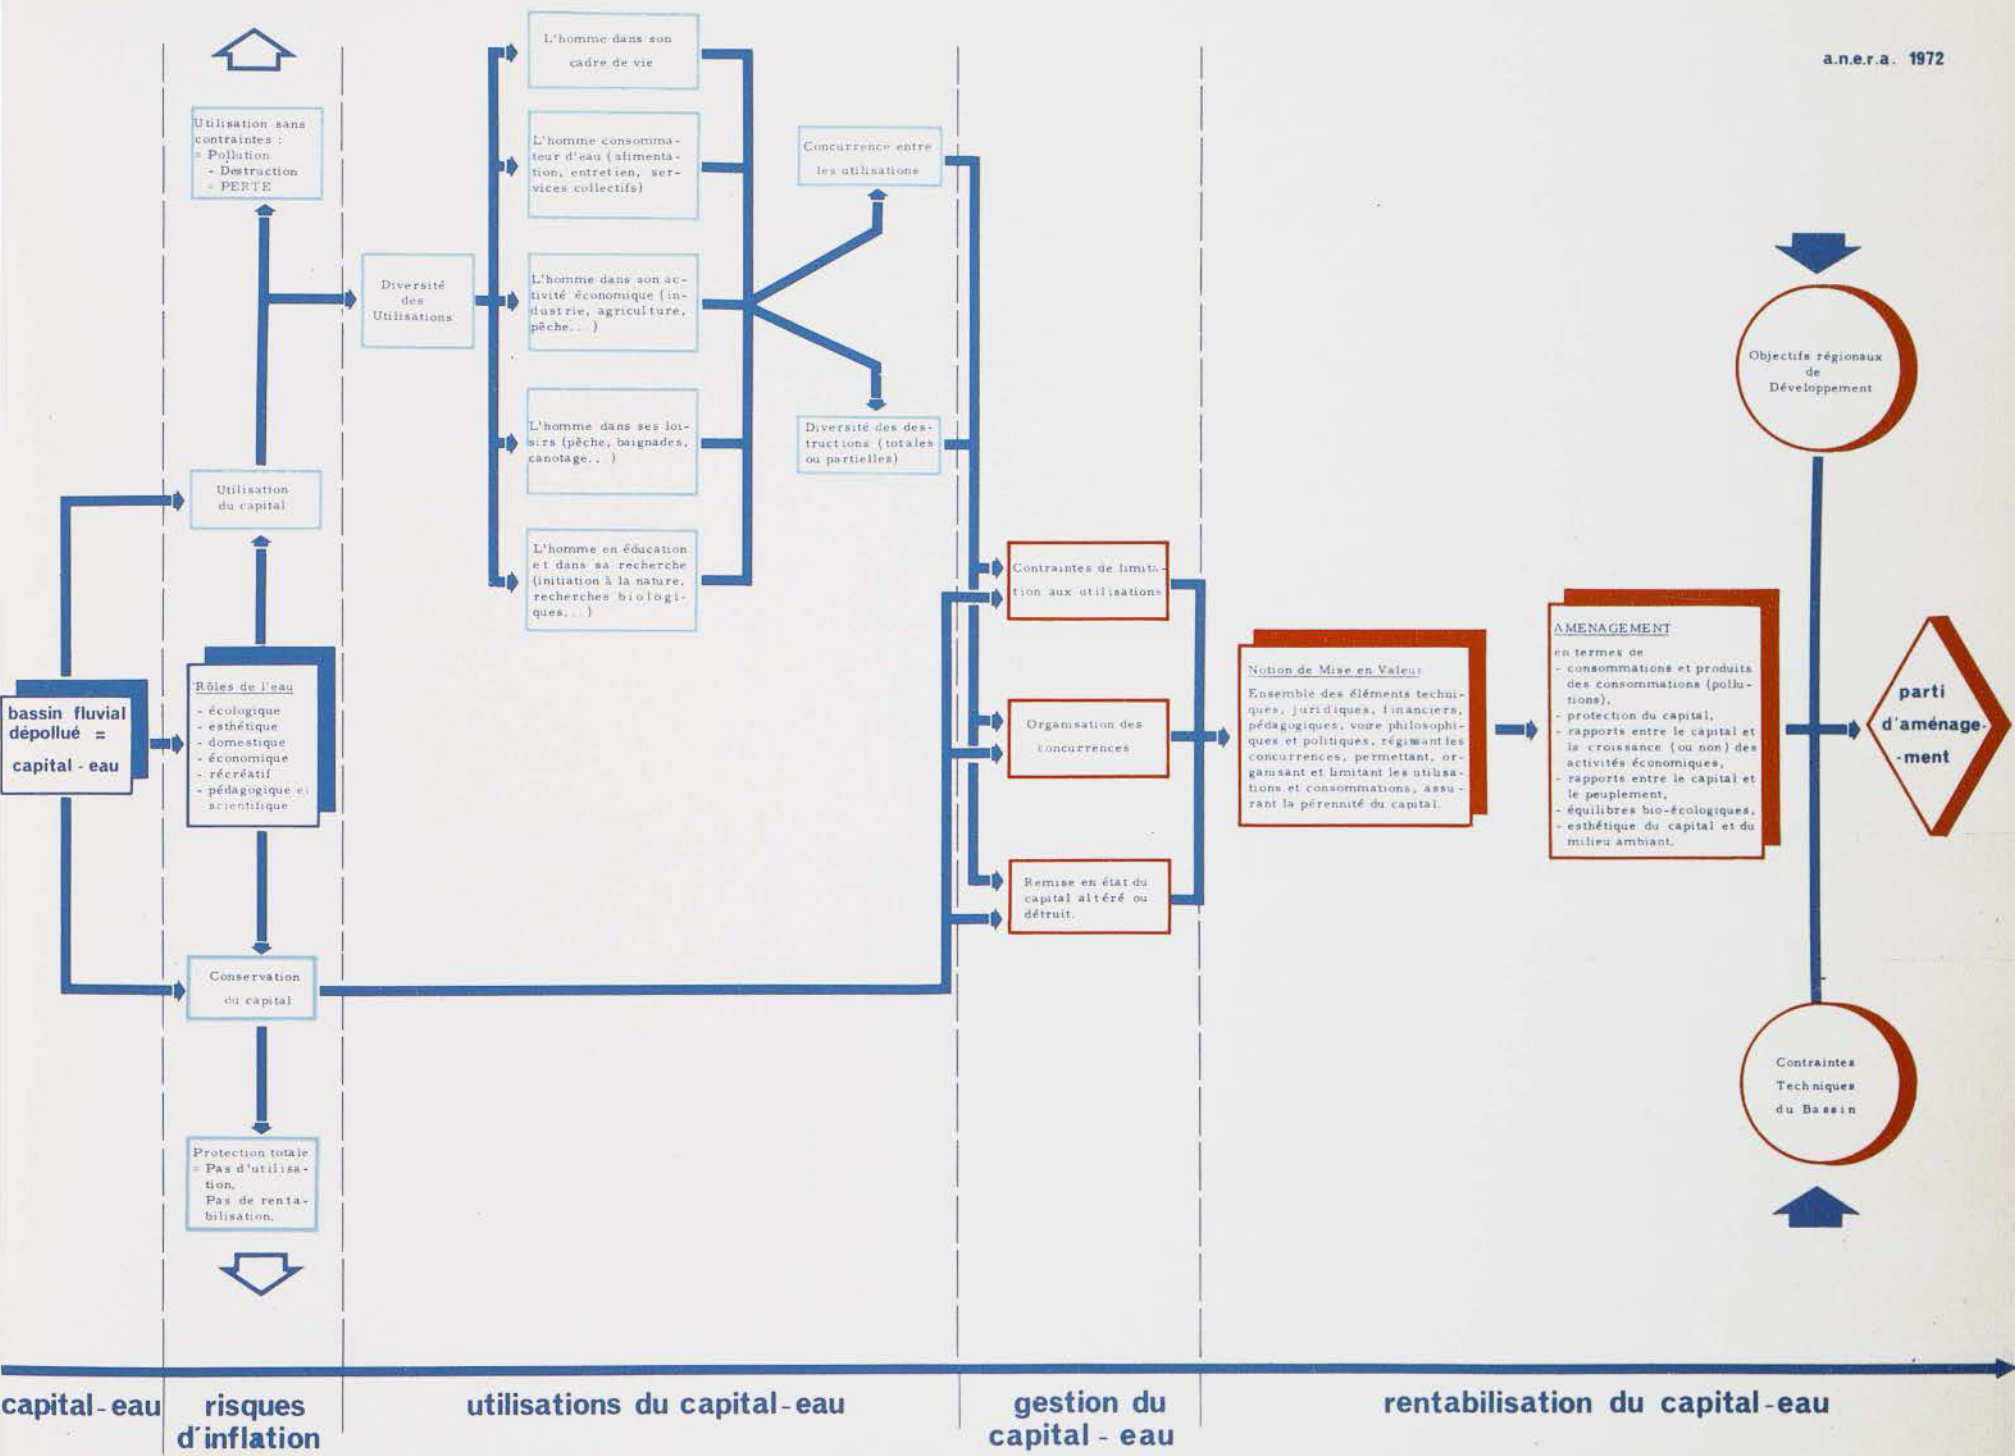 a.n.e.r.a. 1972
bassin fluvial
dépollué =
capital - eau
Utilisation sans
contraintes :
= Pollution
- Destruction
= PERTE
Utilisation
du capital
Rôles de l'eau
- écologique
- esthétique
- domestique
- économique
- récréatif
- pédagogique et
scientifique
Conservation
du capital
Protection totale
= Pas d'utilisa-
tion.
Pas de renta-
bilisation.
Diversité
des
Utilisations
L'homme dans son
cadre de vie
L'homme consomma-
teur d'eau (alimenta-
tion, entretien, ser-
vices collectifs)
L'homme dans son ac-
tivité économique (in-
dustrie, agriculture,
pêche...)
L'homme dans ses loi-
sirs (pêche, baignades,
canotage...)
L'homme en éducation
et dans sa recherche
(initiation à la nature,
recherches biologi-
ques...)
Concurrence entre
les utilisations
Diversité des des-
tructions (totales
ou partielles)
Contraintes de limita-
tion aux utilisations
Organisation des
concurrences
Remise en état du
capital altéré ou
détruit.
Notion de Mise en Valeur
Ensemble des éléments techni-
ques, juridiques, financiers,
pédagogiques, voire philosophi-
ques et politiques, régissant les
concurrences, permettant, or-
ganisant et limitant les utilisa-
tions et consommations, assu-
rant la pérennité du capital.
AMENAGEMENT
en termes de
- consommations et produits
des consommations (pollu-
tions),
- protection du capital,
- rapports entre le capital et
la croissance (ou non) des
activités économiques,
- rapports entre le capital et
le peuplement,
- équilibres bio-écologiques,
- esthétique du capital et du
milieu ambiant.
Objectifs régionaux
de
Développement
parti
d'aménage-
-ment
Contraintes
Techniques
du Bassin
capital-eau
risques
d'inflation
utilisations du capital-eau
gestion du
capital - eau
rentabilisation du capital-eau